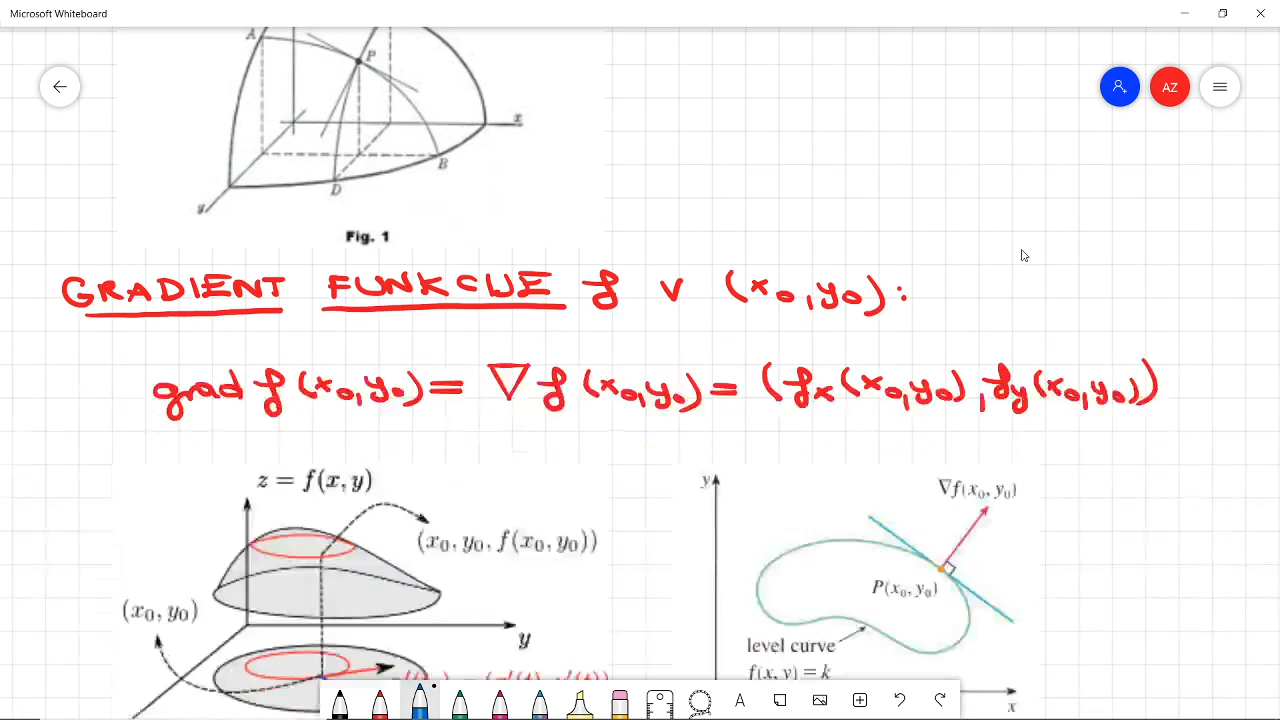 Microsoft Whiteboard
AZ
A
P
x
B
D
y
Fig. 1
GRADIENT FUNKCIJE f v (x₀,y₀):
grad f (x₀,y₀) = ∇ f (x₀,y₀) = (fx(x₀,y₀), fy(x₀,y₀))
z = f(x, y)
(x₀, y₀, f(x₀, y₀))
(x₀, y₀)
y
y
∇f(x₀, y₀)
P(x₀, y₀)
level curve
f(x, y) = k
x
A